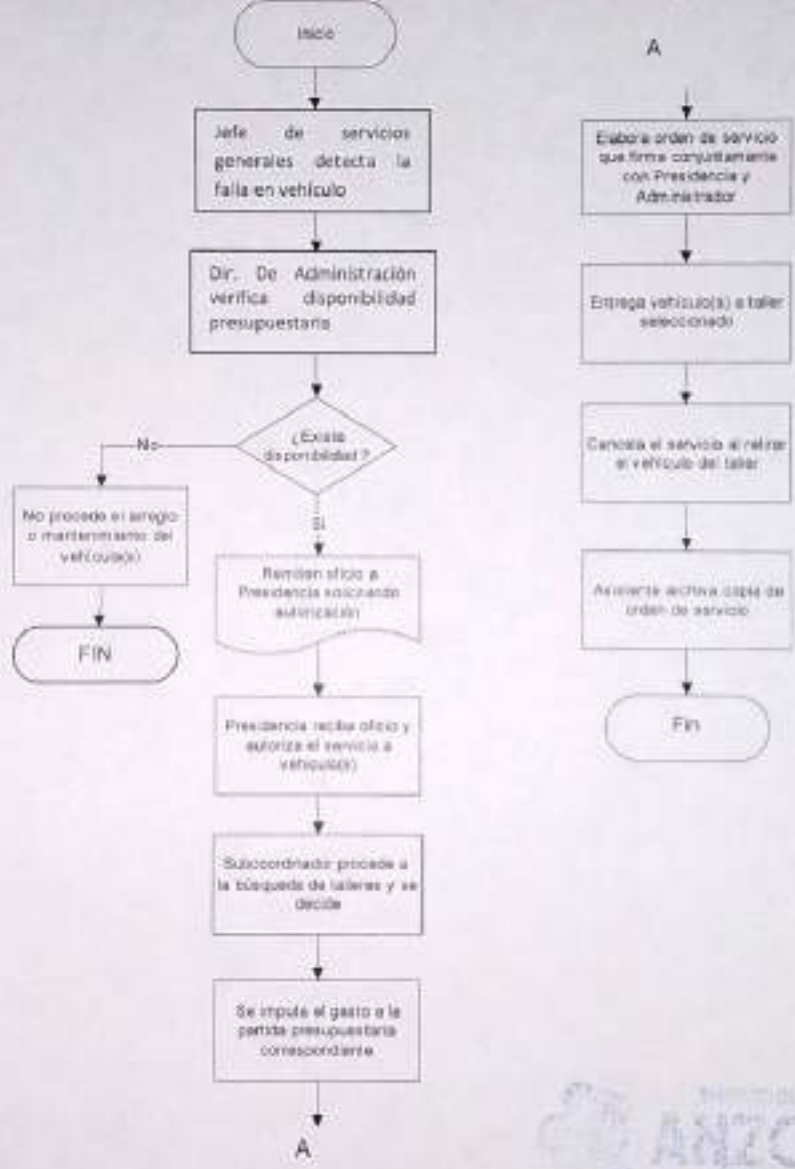 Inicio
Jefe de servicios
generales detecta la
falla en vehículo
Dir. De Administración
verifica disponibilidad
presupuestaria
¿Existe
disponibilidad?
No
No procede el arreglo
o mantenimiento del
vehículo(s)
FIN
Si
Remiten oficio a
Presidencia solicitando
autorización
Presidencia recibe oficio y
autoriza el servicio a
vehículo(s)
Subcoordinador procede a
la búsqueda de talleres y se
decide
Se imputa el gasto a la
partida presupuestaria
correspondiente
A
A
Elabora orden de servicio
que firma conjuntamente
con Presidencia y
Administrador
Entrega vehículo(s) a taller
seleccionado
Cancela el servicio al retirar
el vehículo del taller
Asistente archiva copia de
orden de servicio
Fin